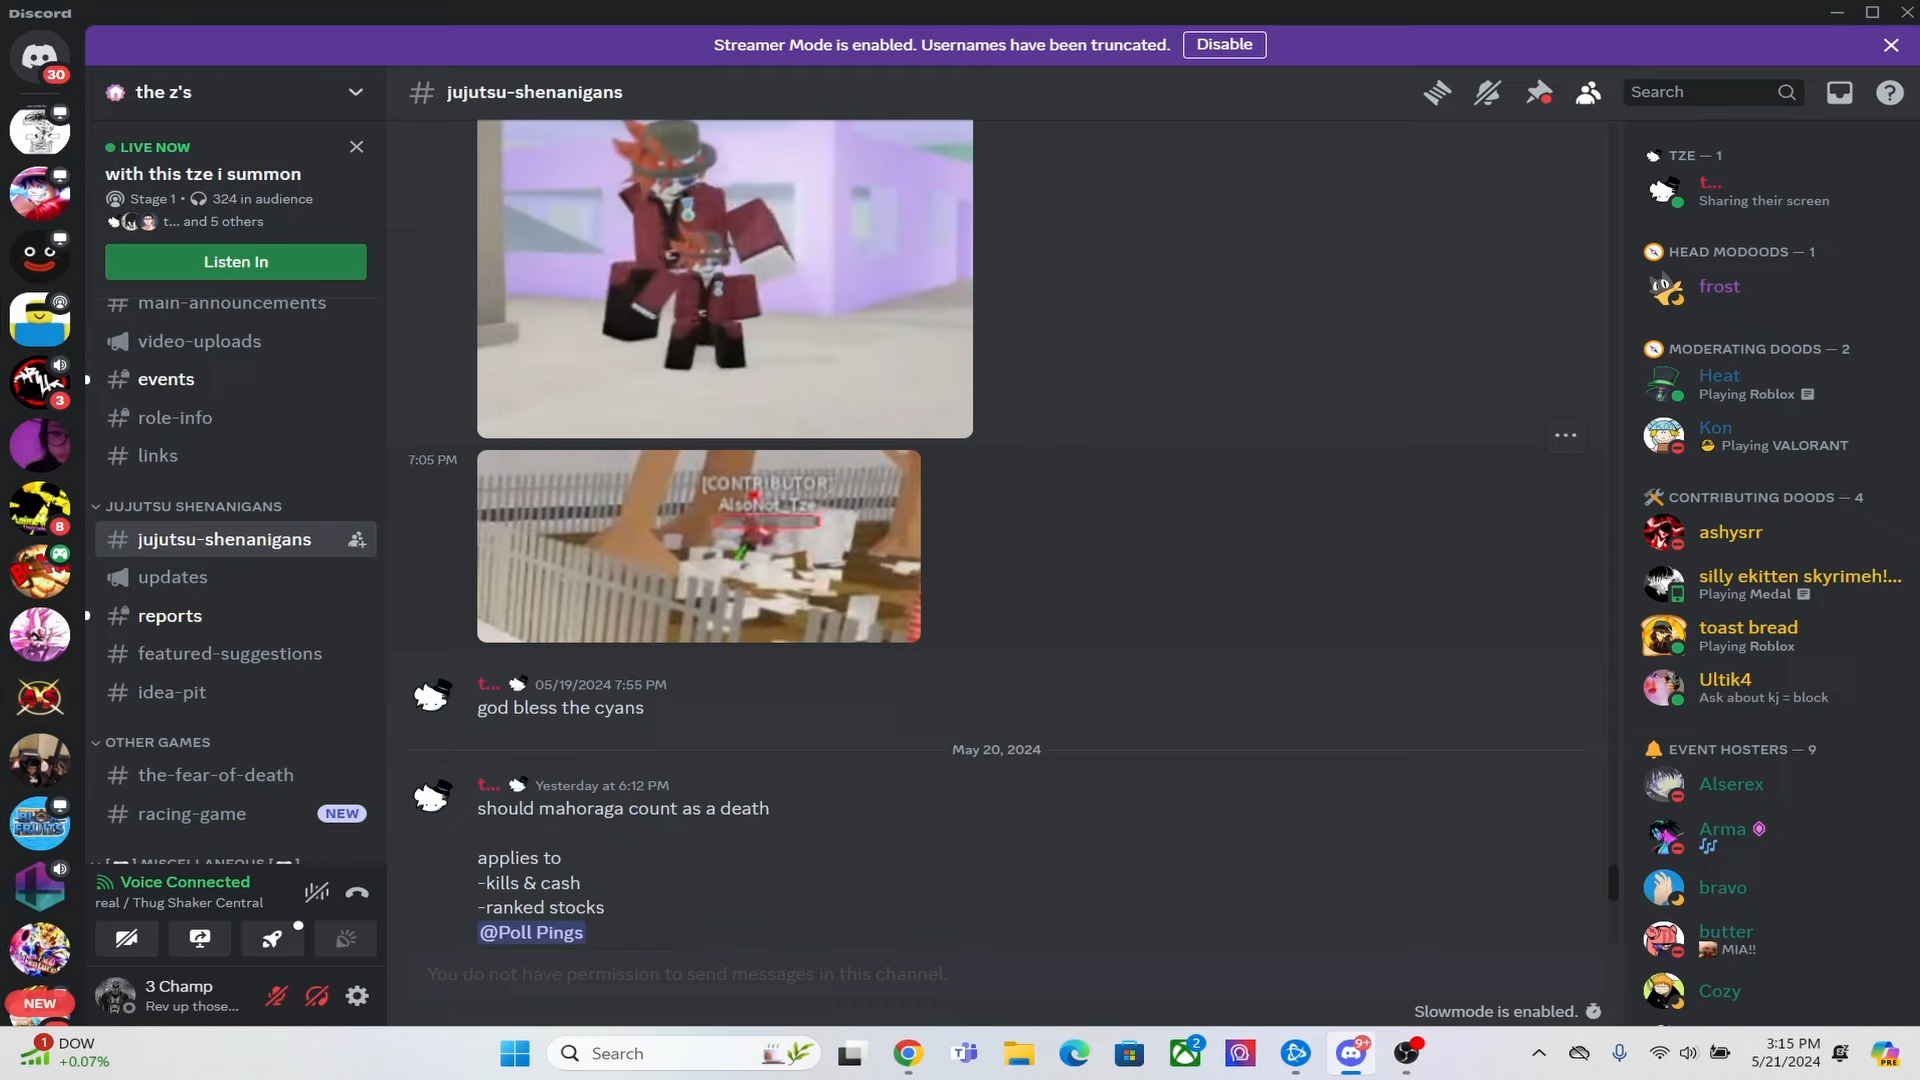 Discord
Streamer Mode is enabled. Usernames have been truncated.
Disable
30
the z's
jujutsu-shenanigans
Search
LIVE NOW
with this tze i summon
Stage 1 • 324 in audience
t... and 5 others
Listen In
main-announcements
video-uploads
events
role-info
links
JUJUTSU SHENANIGANS
jujutsu-shenanigans
updates
reports
featured-suggestions
idea-pit
OTHER GAMES
the-fear-of-death
racing-game
NEW
MISCELLANEOUS
3
8
NEW
Voice Connected
real / Thug Shaker Central
3 Champ
Rev up those...
7:05 PM
[CONTRIBUTOR]
AlsoNot_Tze
t... 05/19/2024 7:55 PM
god bless the cyans
May 20, 2024
t... Yesterday at 6:12 PM
should mahoraga count as a death
applies to
-kills & cash
-ranked stocks
@Poll Pings
You do not have permission to send messages in this channel.
Slowmode is enabled.
TZE — 1
t...
Sharing their screen
HEAD MODOODS — 1
frost
MODERATING DOODS — 2
Heat
Playing Roblox
Kon
Playing VALORANT
CONTRIBUTING DOODS — 4
ashysrr
silly ekitten skyrimeh!...
Playing Medal
toast bread
Playing Roblox
Ultik4
Ask about kj = block
EVENT HOSTERS — 9
Alserex
Arma
bravo
butter
MIA!!
Cozy
1
DOW
+0.07%
Search
2
9+
3:15 PM
5/21/2024
PRE